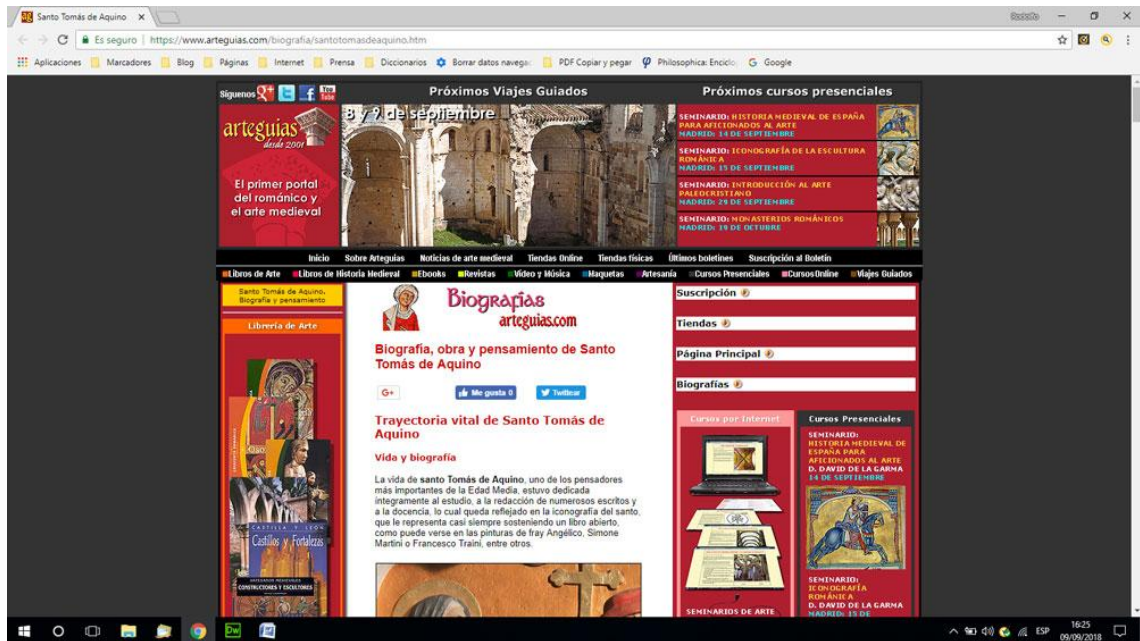 Santo Tomás de Aquino
Es seguro | https://www.arteguias.com/biografia/santotomasdeaquino.htm
Aplicaciones Marcadores Blog Páginas Internet Prensa Diccionarios Borrar datos navega PDF Copiar y pegar Philosophica: Enciclo Google
Síguenos
You Tube
Próximos Viajes Guiados
Próximos cursos presenciales
arteguias
desde 2001
El primer portal
del románico y
el arte medieval
8 y 9 de septiembre
SEMINARIO: HISTORIA MEDIEVAL DE ESPAÑA
PARA AFICIONADOS AL ARTE
MADRID: 14 DE SEPTIEMBRE
SEMINARIO: ICONOGRAFÍA DE LA ESCULTURA
ROMÁNICA
MADRID: 15 DE SEPTIEMBRE
SEMINARIO: INTRODUCCIÓN AL ARTE
PALEOCRISTIANO
MADRID: 29 DE SEPTIEMBRE
SEMINARIO: MONASTERIOS ROMÁNICOS
MADRID: 19 DE OCTUBRE
Inicio Sobre Arteguias Noticias de arte medieval Tiendas Online Tiendas físicas Últimos boletines Suscripción al Boletín
Libros de Arte Libros de Historia Medieval Ebooks Revistas Vídeo y Música Maquetas Artesanía Cursos Presenciales Cursos Online Viajes Guiados
Santo Tomás de Aquino.
Biografía y pensamiento
Librería de Arte
CASTILLA Y LEÓN
Castillos y Fortalezas
CONSTRUCTORES Y ESCULTORES
Biografías
arteguias.com
Biografía, obra y pensamiento de Santo
Tomás de Aquino
G+ Me gusta 0 Twittear
Trayectoria vital de Santo Tomás de
Aquino
Vida y biografía
La vida de santo Tomás de Aquino, uno de los pensadores
más importantes de la Edad Media, estuvo dedicada
íntegramente al estudio, a la redacción de numerosos escritos y
a la docencia, lo cual queda reflejado en la iconografía del santo,
que le representa casi siempre sosteniendo un libro abierto,
como puede verse en las pinturas de fray Angélico, Simone
Martini o Francesco Traini, entre otros.
Suscripción
Tiendas
Página Principal
Biografías
Cursos por Internet
SEMINARIOS DE ARTE
Cursos Presenciales
SEMINARIO:
HISTORIA MEDIEVAL DE
ESPAÑA PARA
AFICIONADOS AL ARTE
D. DAVID DE LA GARMA
14 DE SEPTIEMBRE
SEMINARIO:
ICONOGRAFÍA
ROMÁNICA
D. DAVID DE LA GARMA
MADRID: 15 DE
Dw
ESP
16:25
09/09/2018